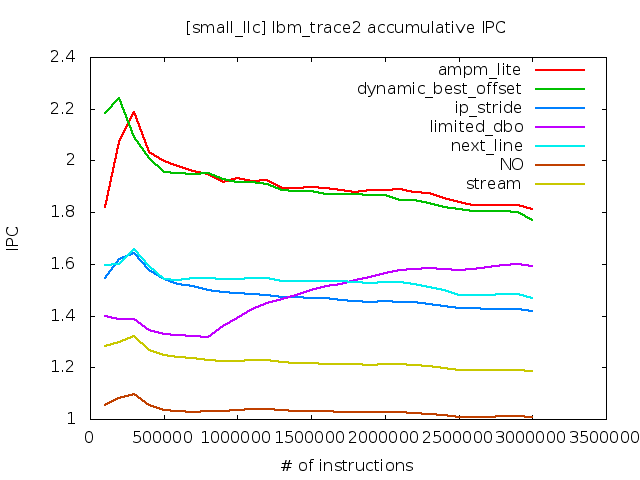 [small_llc] lbm_trace2 accumulative IPC
2.4
2.2
2
1.8
1.6
1.4
1.2
1
IPC
ampm_lite
dynamic_best_offset
ip_stride
limited_dbo
next_line
NO
stream
0 500000 1000000 1500000 2000000 2500000 3000000 3500000
# of instructions